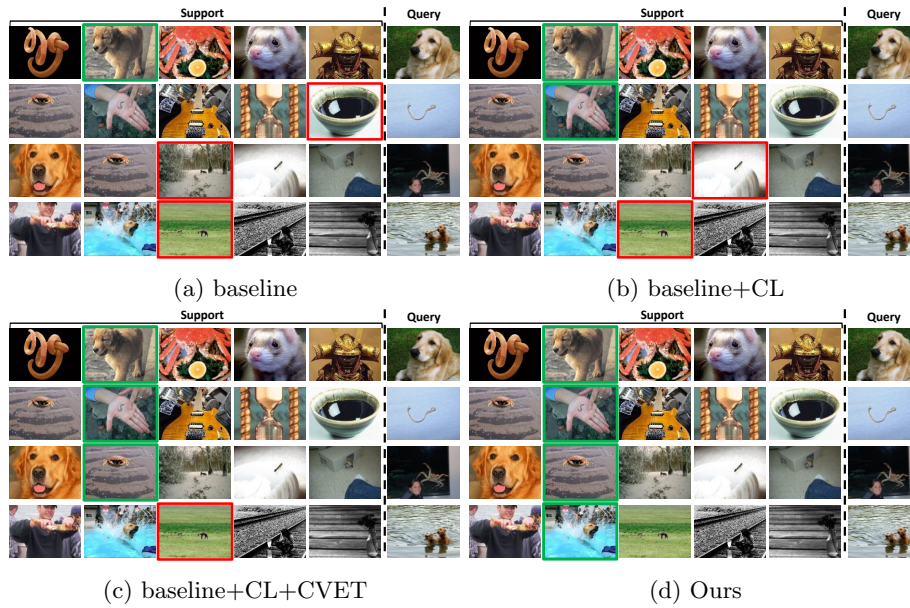 Support Query Support Query
(a) baseline (b) baseline+CL
Support Query Support Query
(c) baseline+CL+CVET (d) Ours